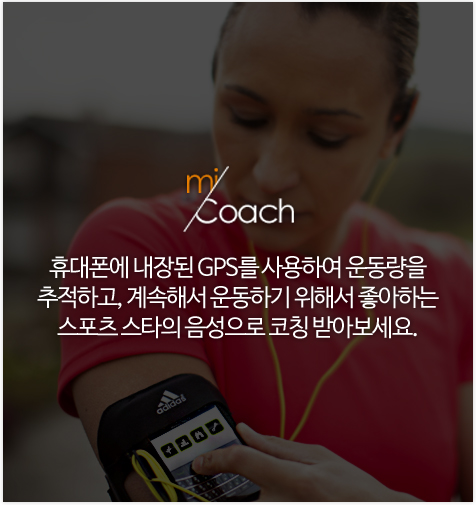 mi
Coach
휴대폰에 내장된 GPS를 사용하여 운동량을
추적하고, 계속해서 운동하기 위해서 좋아하는
스포츠 스타의 음성으로 코칭 받아보세요.
adidas